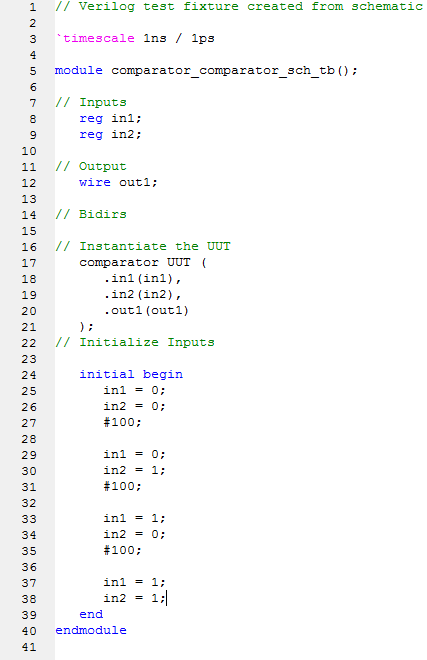 1 // Verilog test fixture created from schematic
2
3 `timescale 1ns / 1ps
4
5 module comparator_comparator_sch_tb();
6
7 // Inputs
8    reg in1;
9    reg in2;
10
11 // Output
12    wire out1;
13
14 // Bidirs
15
16 // Instantiate the UUT
17    comparator UUT (
18       .in1(in1),
19       .in2(in2),
20       .out1(out1)
21    );
22 // Initialize Inputs
23
24    initial begin
25       in1 = 0;
26       in2 = 0;
27       #100;
28
29       in1 = 0;
30       in2 = 1;
31       #100;
32
33       in1 = 1;
34       in2 = 0;
35       #100;
36
37       in1 = 1;
38       in2 = 1;
39    end
40 endmodule
41